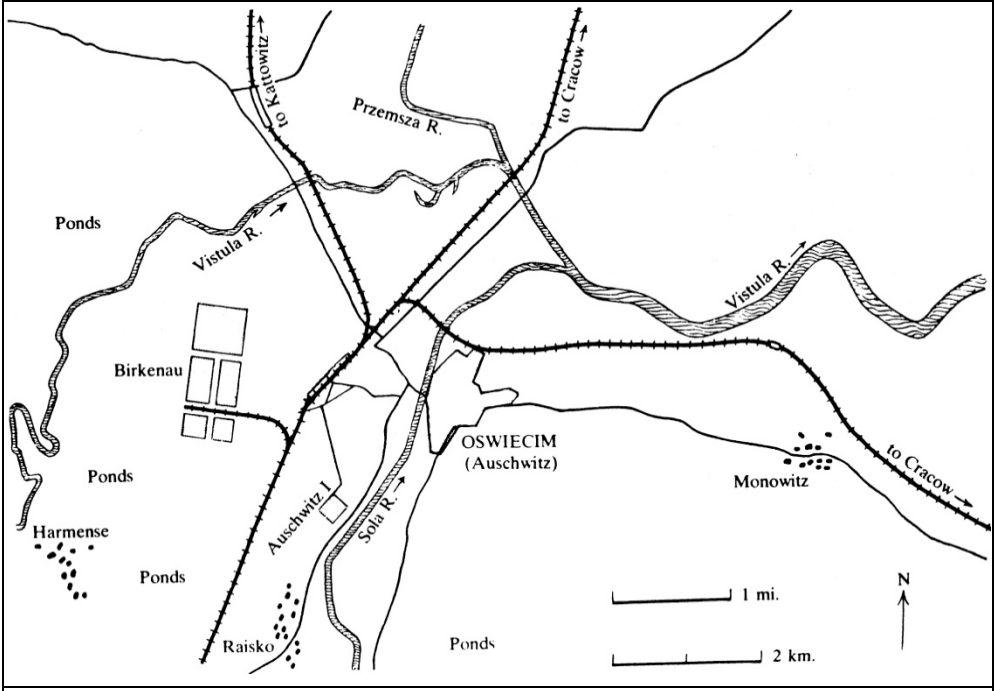 to Kattowitz
Przemsza R.
to Cracow
Ponds
Vistula R.
Vistula R.
Birkenau
OSWIECIM
(Auschwitz)
Ponds
Monowitz
to Cracow
Auschwitz I
Sola R.
Harmense
Ponds
1 mi.
N
Raisko
Ponds
2 km.